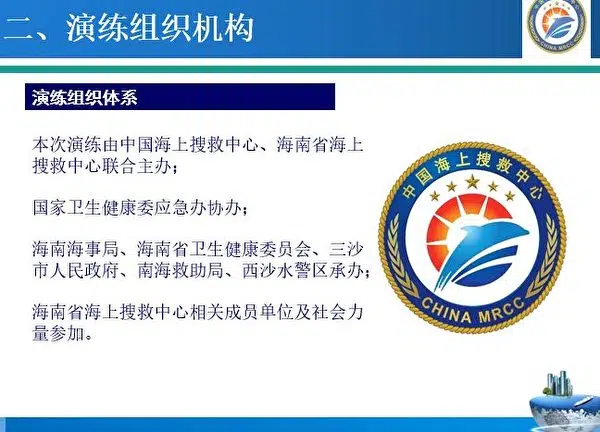 二、演练组织机构
CHINA MRCC
演练组织体系
本次演练由中国海上搜救中心、海南省海上
搜救中心联合主办；
国家卫生健康委应急办协办；
海南海事局、海南省卫生健康委员会、三沙
市人民政府、南海救助局、西沙水警区承办；
海南省海上搜救中心相关成员单位及社会力
量参加。
中国海上搜救中心
CHINA MRCC